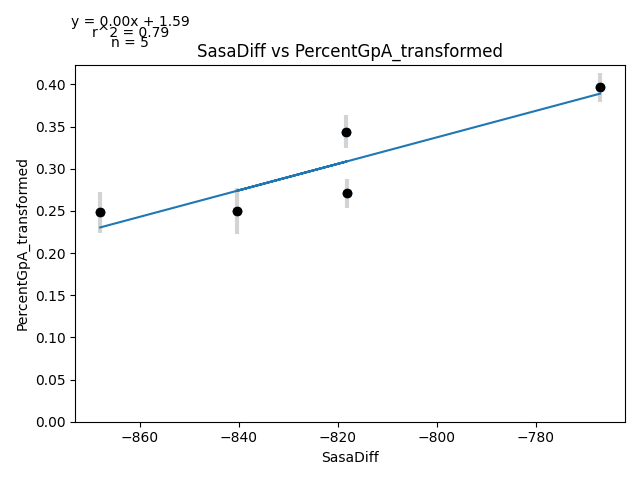 y = 0.00x + 1.59
r^2 = 0.79
n = 5
SasaDiff vs PercentGpA_transformed
PercentGpA_transformed
0.40
0.35
0.30
0.25
0.20
0.15
0.10
0.05
0.00
−860
−840
−820
−800
−780
SasaDiff